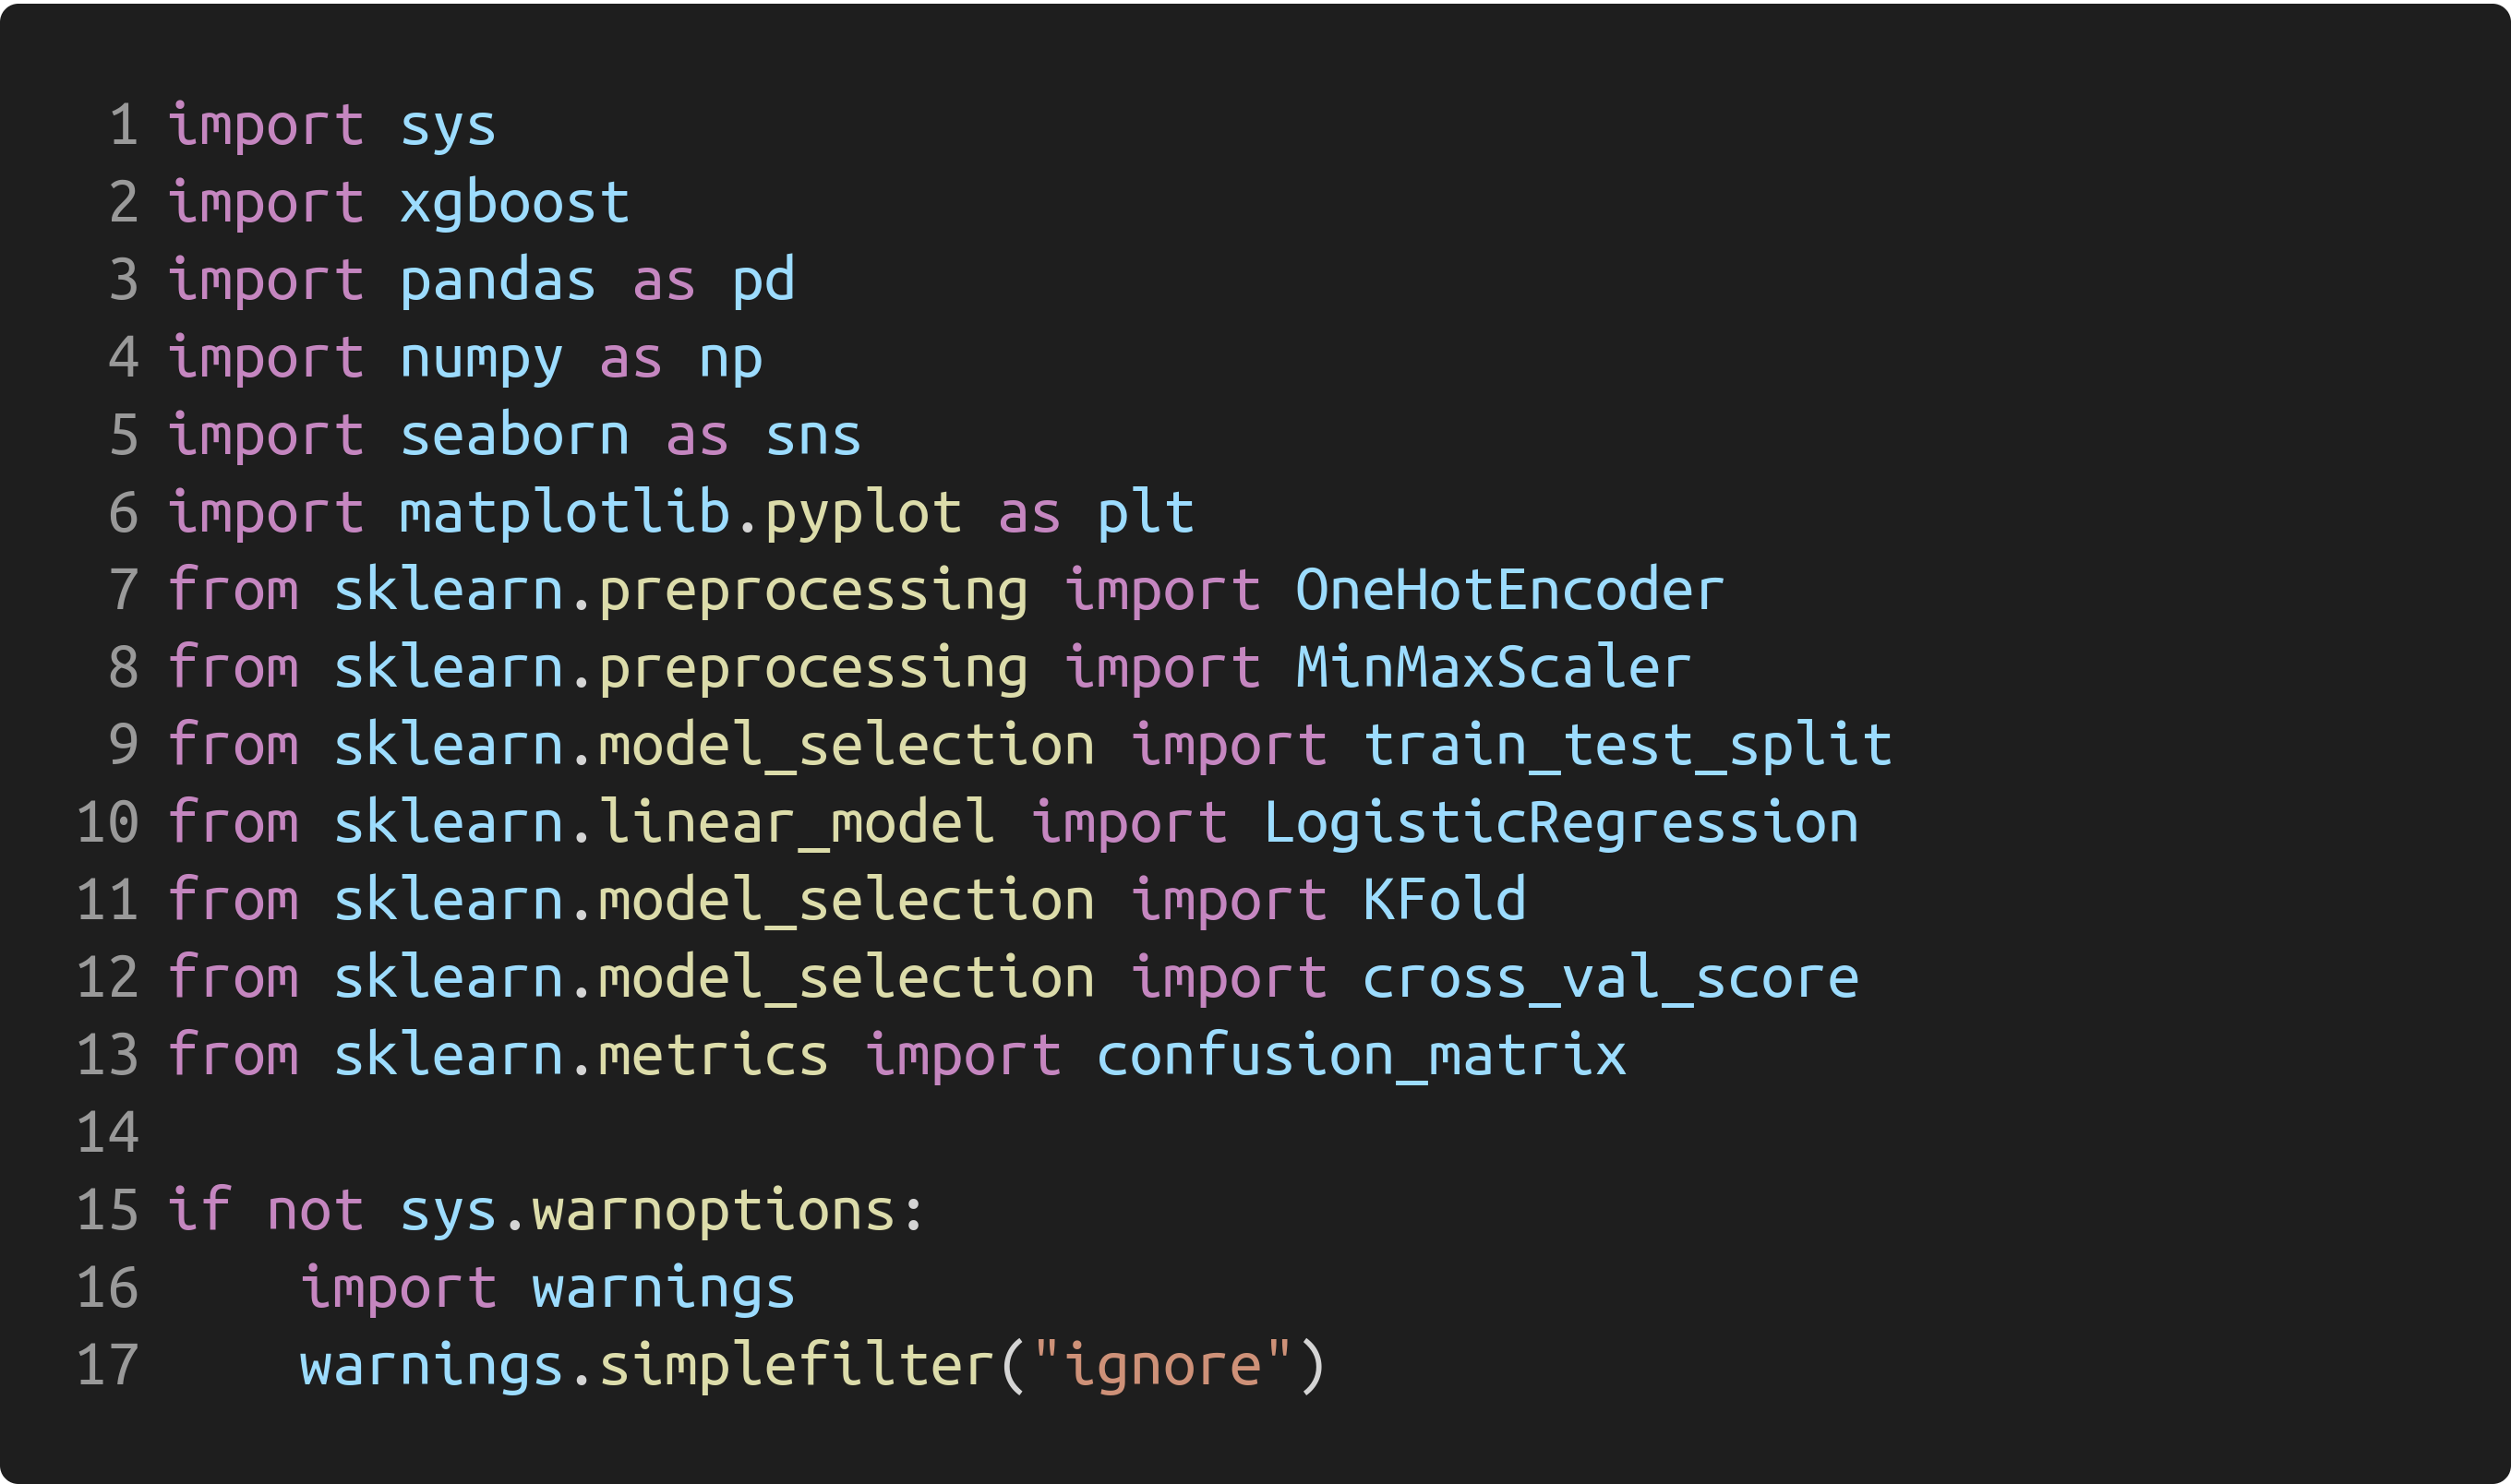 1 import sys
2 import xgboost
3 import pandas as pd
4 import numpy as np
5 import seaborn as sns
6 import matplotlib.pyplot as plt
7 from sklearn.preprocessing import OneHotEncoder
8 from sklearn.preprocessing import MinMaxScaler
9 from sklearn.model_selection import train_test_split
10 from sklearn.linear_model import LogisticRegression
11 from sklearn.model_selection import KFold
12 from sklearn.model_selection import cross_val_score
13 from sklearn.metrics import confusion_matrix
14
15 if not sys.warnoptions:
16     import warnings
17     warnings.simplefilter("ignore")